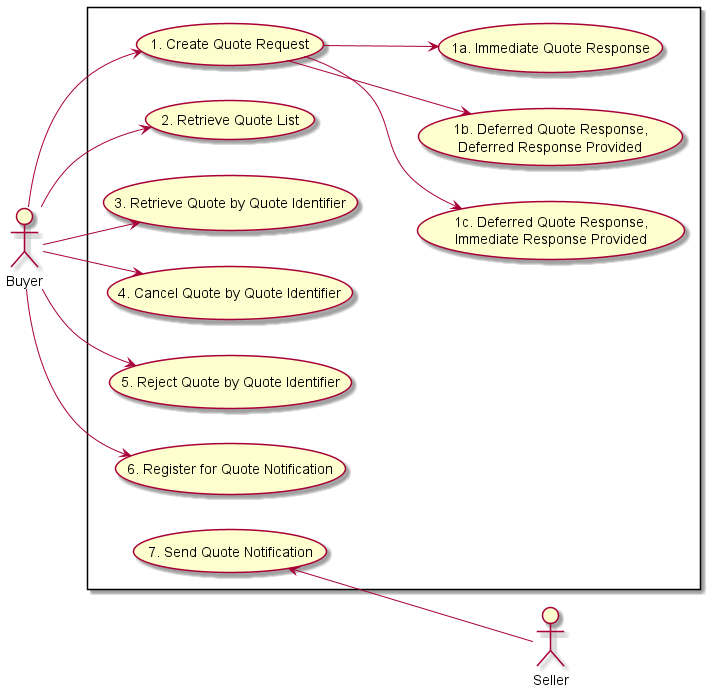 1. Create Quote Request
1a. Immediate Quote Response
2. Retrieve Quote List
1b. Deferred Quote Response,
Deferred Response Provided
3. Retrieve Quote by Quote Identifier
1c. Deferred Quote Response,
Immediate Response Provided
Buyer
4. Cancel Quote by Quote Identifier
5. Reject Quote by Quote Identifier
6. Register for Quote Notification
7. Send Quote Notification
Seller